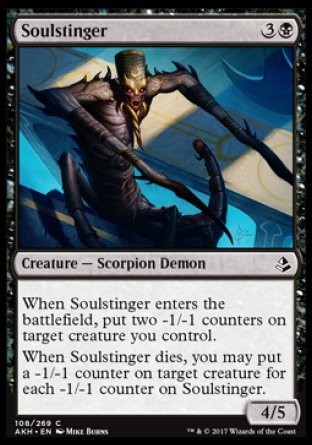 Soulstinger 3
Creature — Scorpion Demon
When Soulstinger enters the
battlefield, put two -1/-1 counters on
target creature you control.
When Soulstinger dies, you may put
a -1/-1 counter on target creature for
each -1/-1 counter on Soulstinger.
4/5
108/269 C
AKH • EN Mike Burns
™ & © 2017 Wizards of the Coast